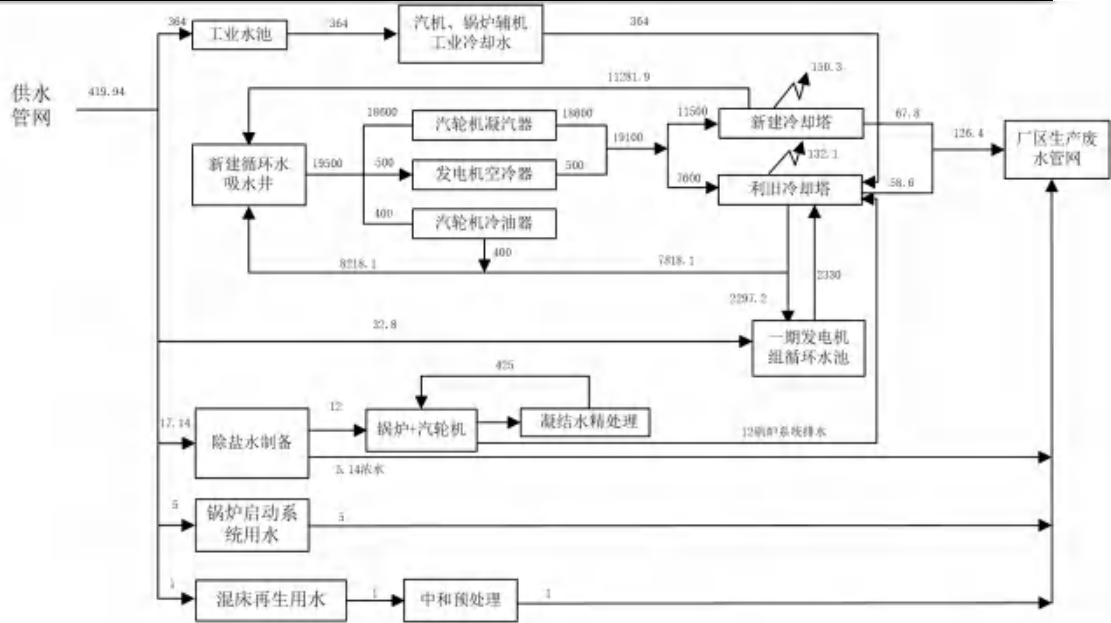 364
工业水池
364
汽机、锅炉辅机
工业冷却水
364
供水
管网
419.94
11281.9
150.3
新建循环水
吸水井
19500
18600
汽轮机凝汽器
18600
500
发电机空冷器
500
400
汽轮机冷油器
400
19100
11500
新建冷却塔
67.8
132.1
7600
利旧冷却塔
58.6
126.4
厂区生产废
水管网
8218.1
7818.1
2297.2
2330
32.8
一期发电机
组循环水池
425
17.14
除盐水制备
12
锅炉+汽轮机
凝结水精处理
12锅炉系统排水
5.14浓水
5
锅炉启动系
统用水
5
混床再生用水
1
中和预处理
1